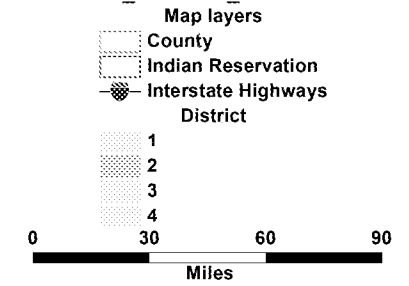 Map layers
County
Indian Reservation
Interstate Highways
District
1
2
3
4
0 30 60 90
Miles